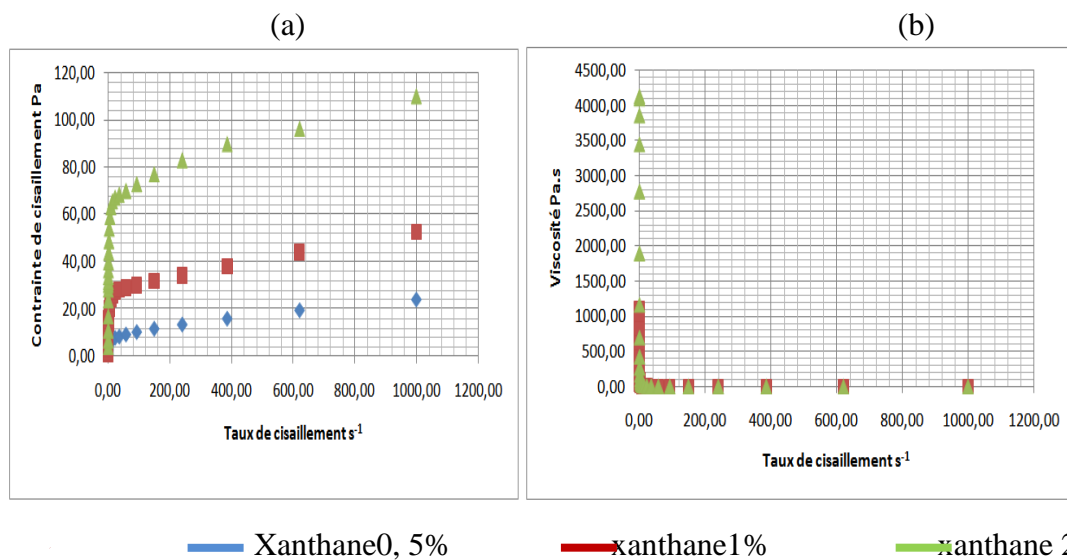 (a)
(b)
Contrainte de cisaillement Pa
120,00
100,00
80,00
60,00
40,00
20,00
0,00
0,00 200,00 400,00 600,00 800,00 1000,00 1200,00
Taux de cisaillement s⁻¹
Viscosité Pa.s
4500,00
4000,00
3500,00
3000,00
2500,00
2000,00
1500,00
1000,00
500,00
0,00
0,00 200,00 400,00 600,00 800,00 1000,00 1200,00
Taux de cisaillement s⁻¹
Xanthane0, 5% xanthane1% xanthane 2